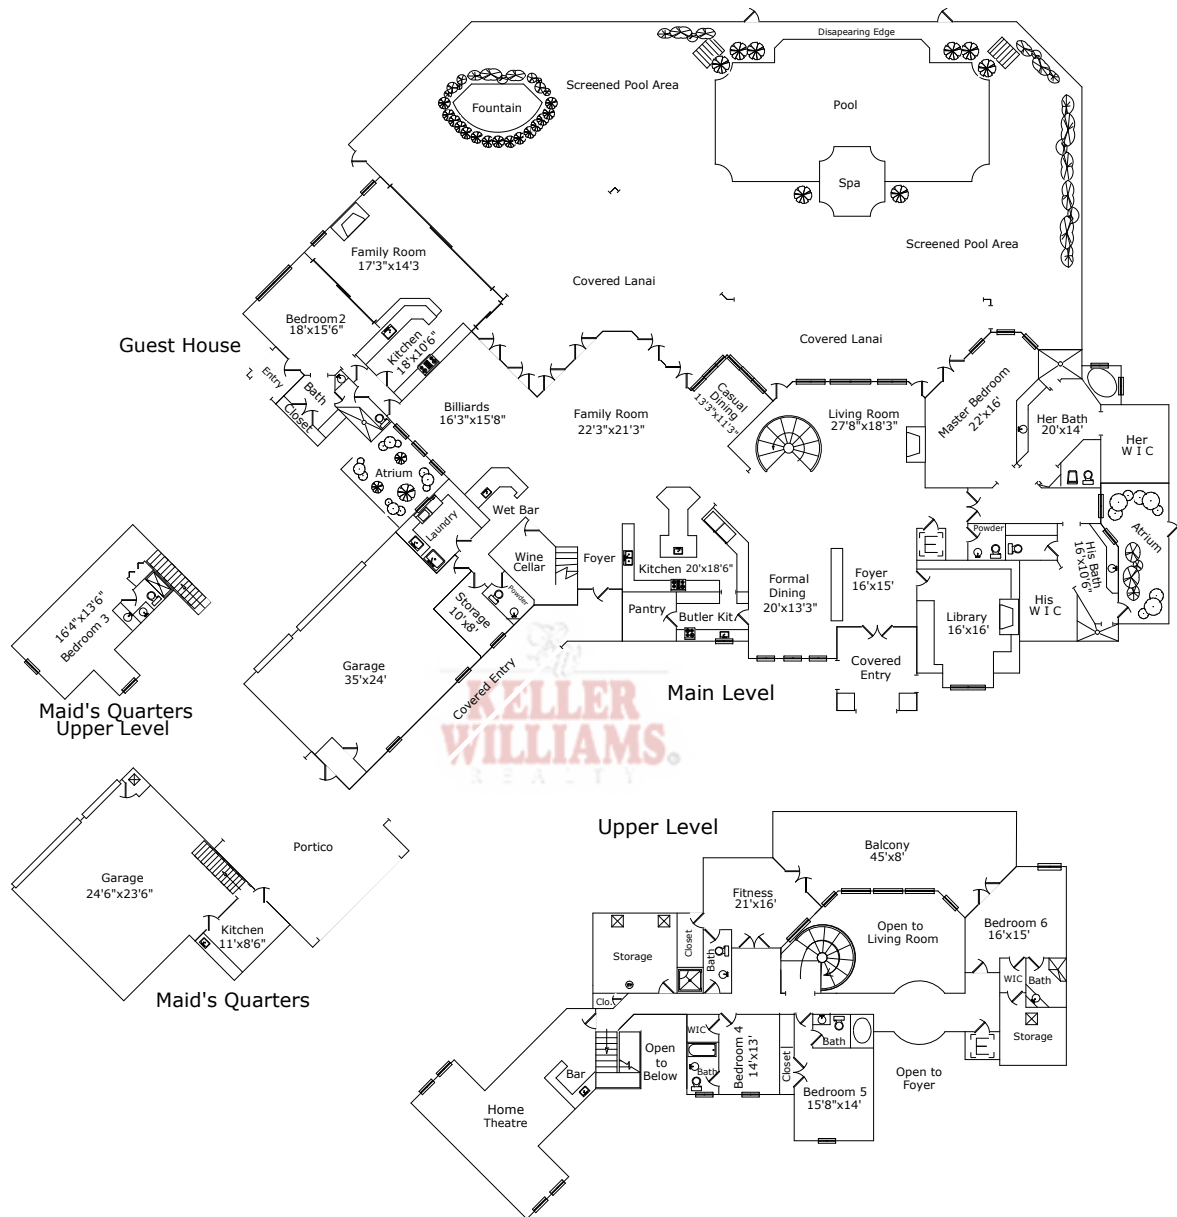 Disapearing Edge
Screened Pool Area
Fountain
Pool
Spa
Screened Pool Area
Family Room
17'3"x14'3
Covered Lanai
Covered Lanai
Guest House
Bedroom2
18'x15'6"
Kitchen
18'x10'6"
Entry
Bath
Closet
Billiards
16'3"x15'8"
Family Room
22'3"x21'3"
Casual
Dining
13'3"x11'3"
Living Room
27'8"x18'3"
Master Bedroom
22'x16'
Her Bath
20'x14'
Her
W I C
Atrium
Laundry
Wet Bar
Wine
Cellar
Foyer
Kitchen 20'x18'6"
Powder
Atrium
His Bath
16'x10'6"
His
W I C
Storage
10'x8'
Powder
Pantry
Butler Kit.
Formal
Dining
20'x13'3"
Foyer
16'x15'
E
Library
16'x16'
Covered
Entry
16'4"x13'6"
Bedroom 3
Maid's Quarters
Upper Level
Garage
35'x24'
Covered Entry
Main Level
KELLER
WILLIAMS.
REALTY
Garage
24'6"x23'6"
Portico
Kitchen
11'x8'6"
Maid's Quarters
Upper Level
Balcony
45'x8'
Fitness
21'x16'
Open to
Living Room
Bedroom 6
16'x15'
Storage
Closet
Bath
WIC
Bath
Clo.
Storage
E
WIC
Bath
Bedroom 4
14'x13'
Closet
Bath
Bedroom 5
15'8"x14'
Open
to
Below
Bar
Open to
Foyer
Home
Theatre